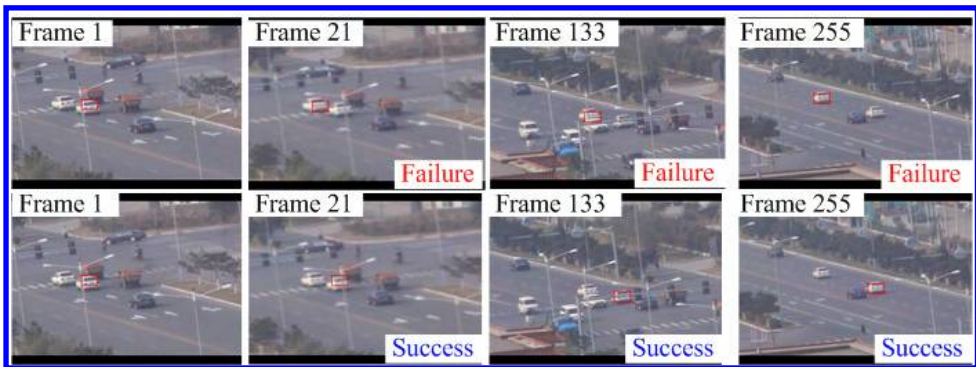 Frame 1
Frame 21
Frame 133
Frame 255
Failure
Failure
Failure
Frame 1
Frame 21
Frame 133
Frame 255
Success
Success
Success